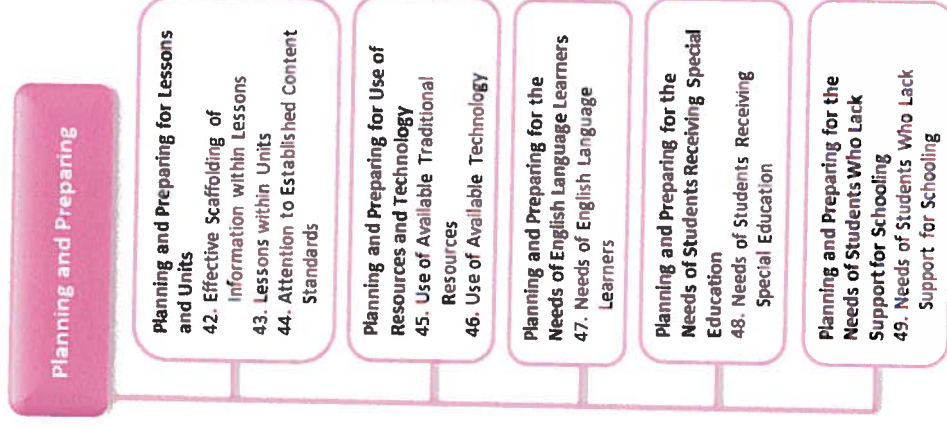 Planning and Preparing
Planning and Preparing for Lessons
and Units
42. Effective Scaffolding of
Information within Lessons
43. Lessons within Units
44. Attention to Established Content
Standards
Planning and Preparing for Use of
Resources and Technology
45. Use of Available Traditional
Resources
46. Use of Available Technology
Planning and Preparing for the
Needs of English Language Learners
47. Needs of English Language
Learners
Planning and Preparing for the
Needs of Students Receiving Special
Education
48. Needs of Students Receiving
Special Education
Planning and Preparing for the
Needs of Students Who Lack
Support for Schooling
49. Needs of Students Who Lack
Support for Schooling